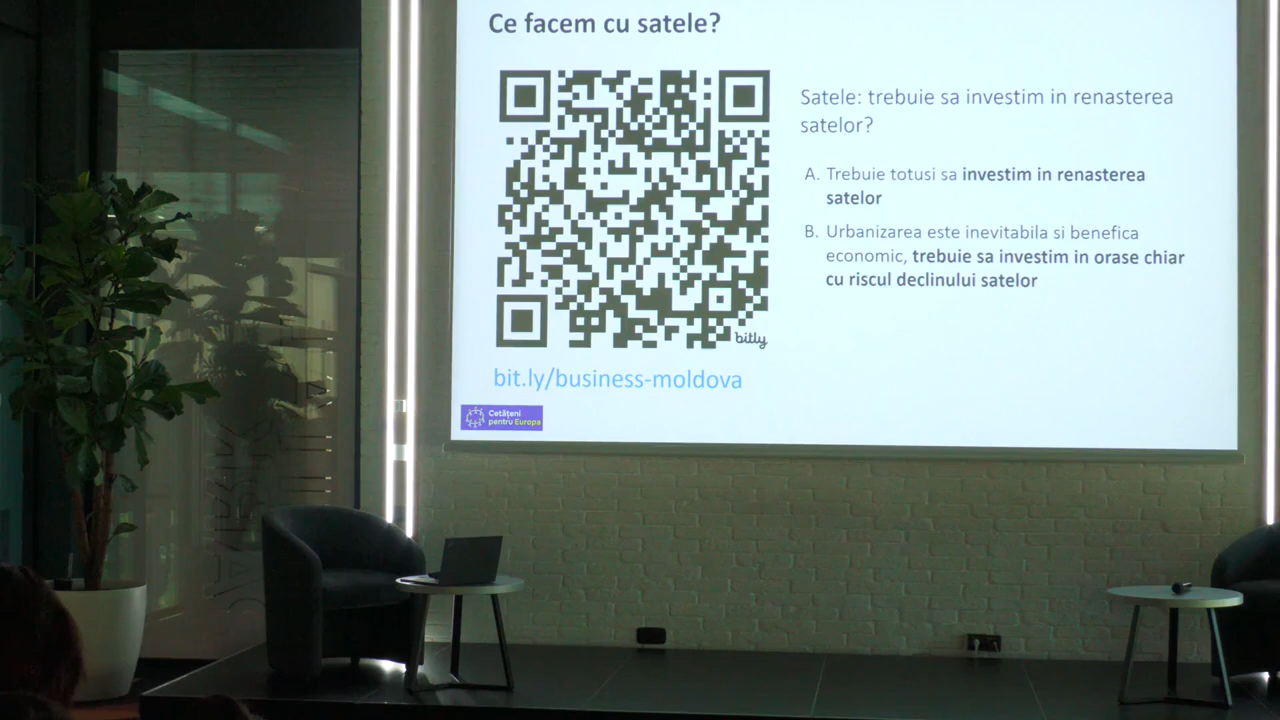 Ce facem cu satele?
Satele: trebuie sa investim in renasterea
satelor?
A. Trebuie totusi sa investim in renasterea
satelor
B. Urbanizarea este inevitabila si benefica
economic, trebuie sa investim in orase chiar
cu riscul declinului satelor
bitly
bit.ly/business-moldova
Cetățeni
pentru Europa